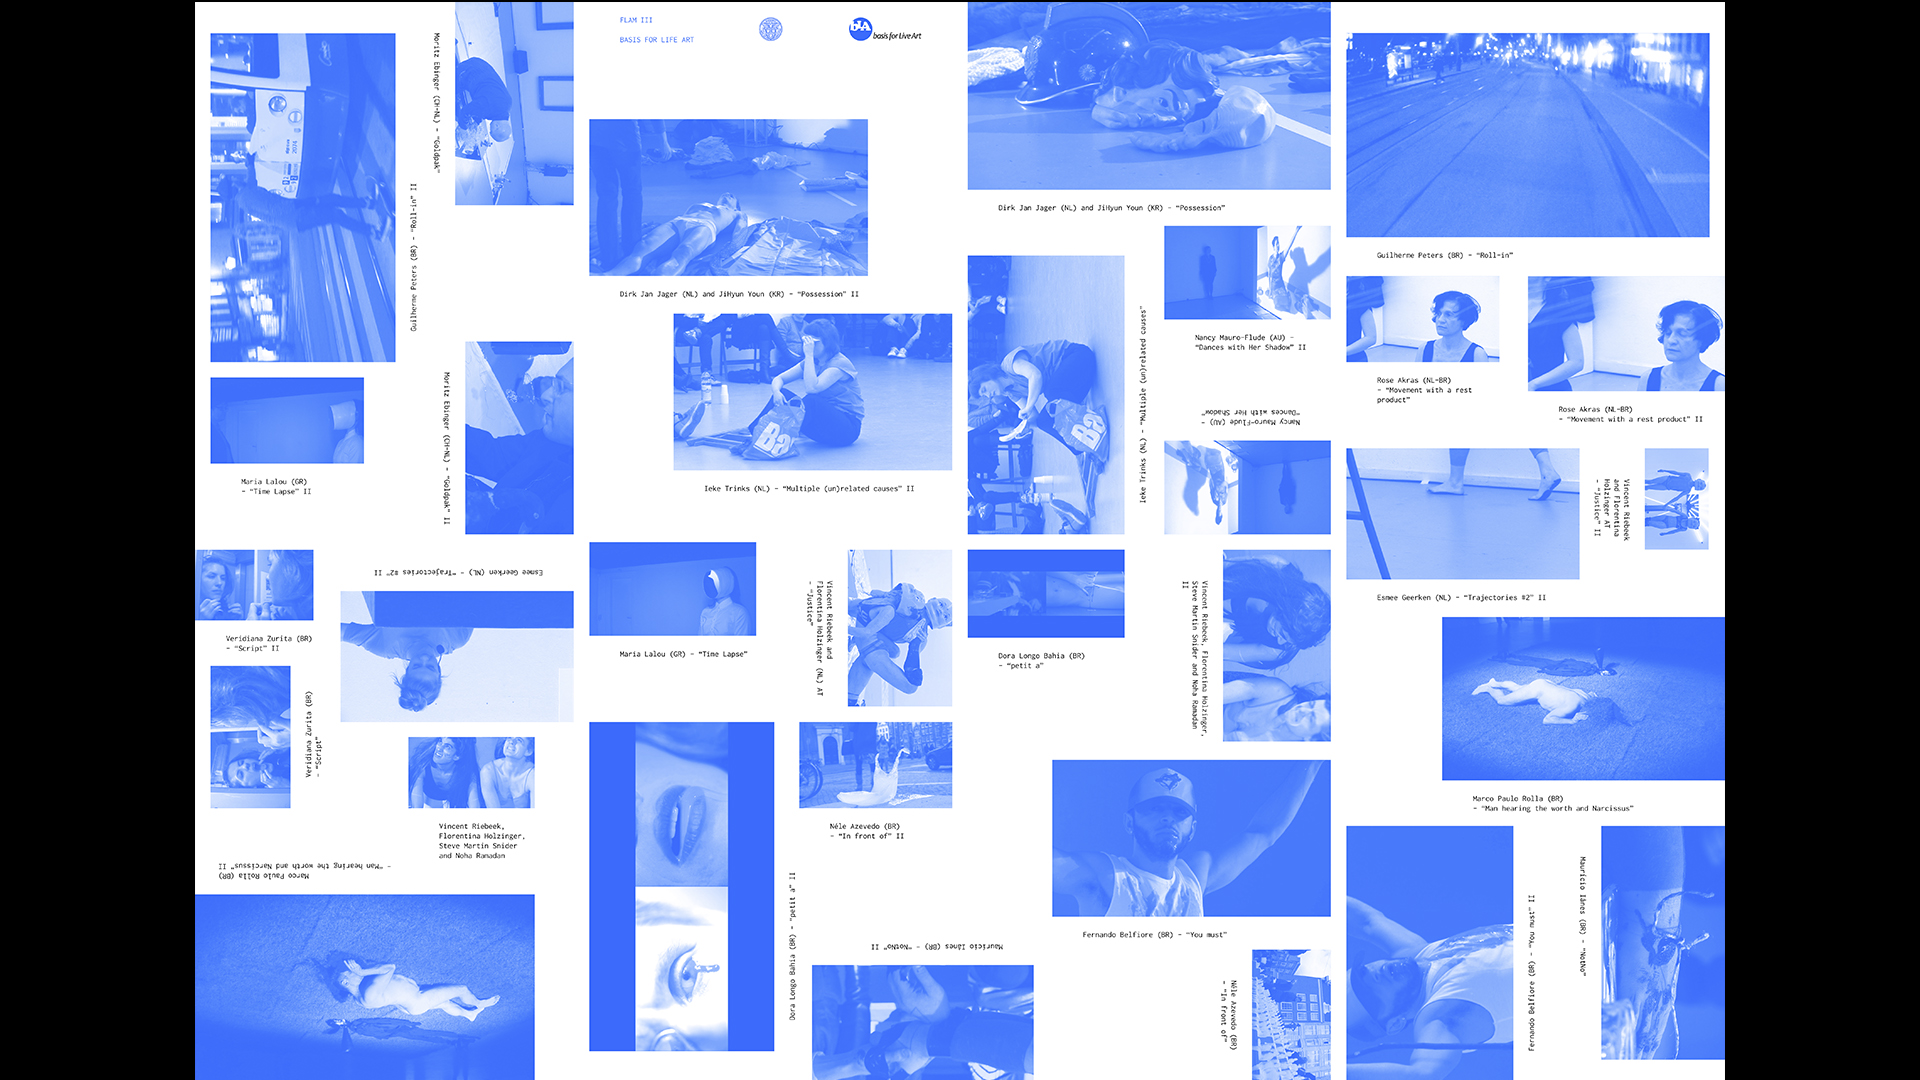 FLAM III
BASIS FOR LIFE ART
bLA
basis for Live Art
Moritz Ebinger (CH-NL) - "Goldpak"
Guilherme Peters (BR) - "Roll-in" II
Maria Lalou (GR)
- "Time Lapse" II
Moritz Ebinger (CH-NL) - "Goldpak" II
Dirk Jan Jager (NL) and JiHyun Youn (KR) - "Possession" II
Ieke Trinks (NL) - "Multiple (un)related causes" II
Dirk Jan Jager (NL) and JiHyun Youn (KR) - "Possession"
Ieke Trinks (NL) - "Multiple (un)related causes"
Nancy Mauro-Flude (AU) -
"Dances with Her Shadow" II
Nancy Mauro-Flude (AU) -
"Dances with Her Shadow"
Guilherme Peters (BR) - "Roll-in"
Rose Akras (NL-BR)
- "Movement with a rest
product"
Rose Akras (NL-BR)
- "Movement with a rest product" II
Vincent Riebeek
and Florentina
Holzinger AT
- "Justice" II
Esmee Geerken (NL) - "Trajectories #2" II
Esmee Geerken (NL) - "Trajectories #2" II
Veridiana Zurita (BR)
- "Script" II
Veridiana Zurita (BR)
- "Script"
Vincent Riebeek,
Florentina Holzinger,
Steve Martin Snider
and Noha Ramadan
Marco Paulo Rolla (BR)
- "Man hearing the worth and Narcissus" II
Maria Lalou (GR) - "Time Lapse"
Vincent Riebeek and
Florentina Holzinger (NL) AT
- "Justice"
Néle Azevedo (BR)
- "In front of" II
Dora Longo Bahia (BR) - "petit a" II
Maurício Iânes (BR) - "NotNo" II
Dora Longo Bahia (BR)
- "petit a"
Vincent Riebeek, Florentina Holzinger,
Steve Martin Snider and Noha Ramadan
II
Fernando Belfiore (BR) - "You must"
Néle Azevedo (BR)
- "In front of"
Marco Paulo Rolla (BR)
- "Man hearing the worth and Narcissus"
Fernando Belfiore (BR) - "You must" II
Maurício Iânes (BR) - "NotNo"
B2
B2